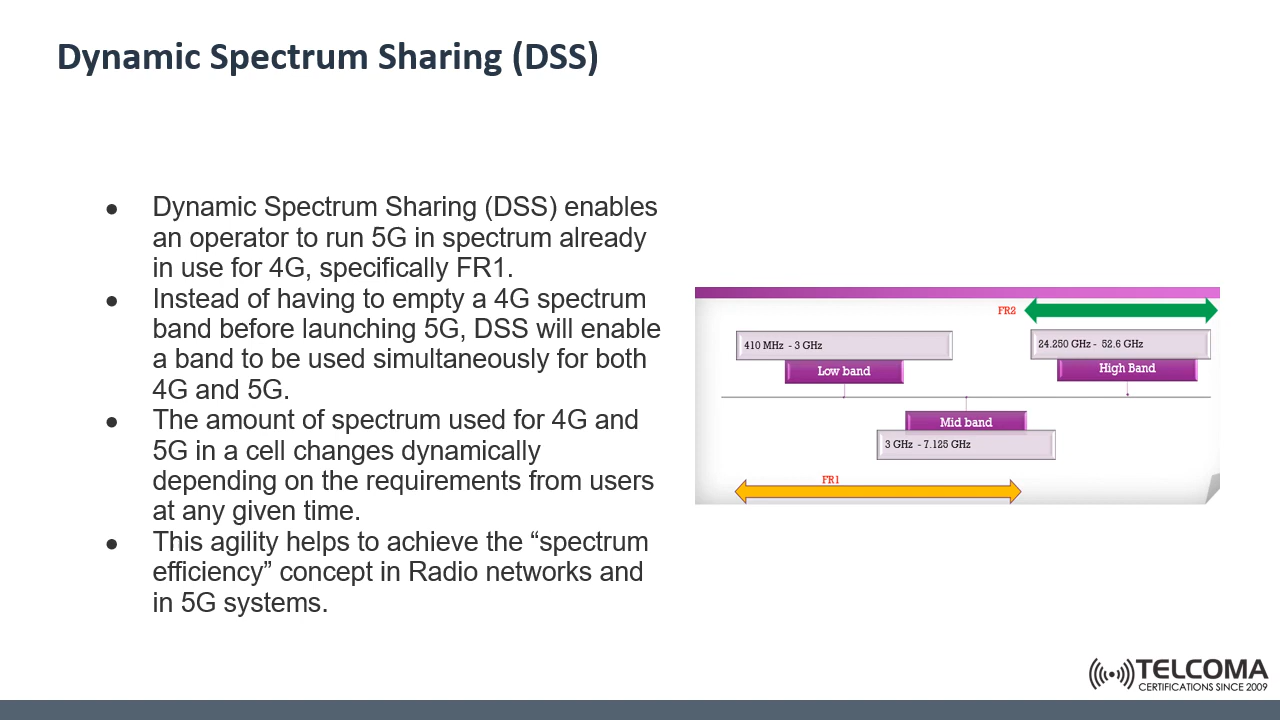 Dynamic Spectrum Sharing (DSS)
● Dynamic Spectrum Sharing (DSS) enables
an operator to run 5G in spectrum already
in use for 4G, specifically FR1.
● Instead of having to empty a 4G spectrum
band before launching 5G, DSS will enable
a band to be used simultaneously for both
4G and 5G.
● The amount of spectrum used for 4G and
5G in a cell changes dynamically
depending on the requirements from users
at any given time.
● This agility helps to achieve the “spectrum
efficiency” concept in Radio networks and
in 5G systems.
FR2
410 MHz - 3 GHz
24.250 GHz - 52.6 GHz
Low band
High Band
Mid band
3 GHz - 7.125 GHz
FR1
TELCOMA
CERTIFICATIONS SINCE 2009